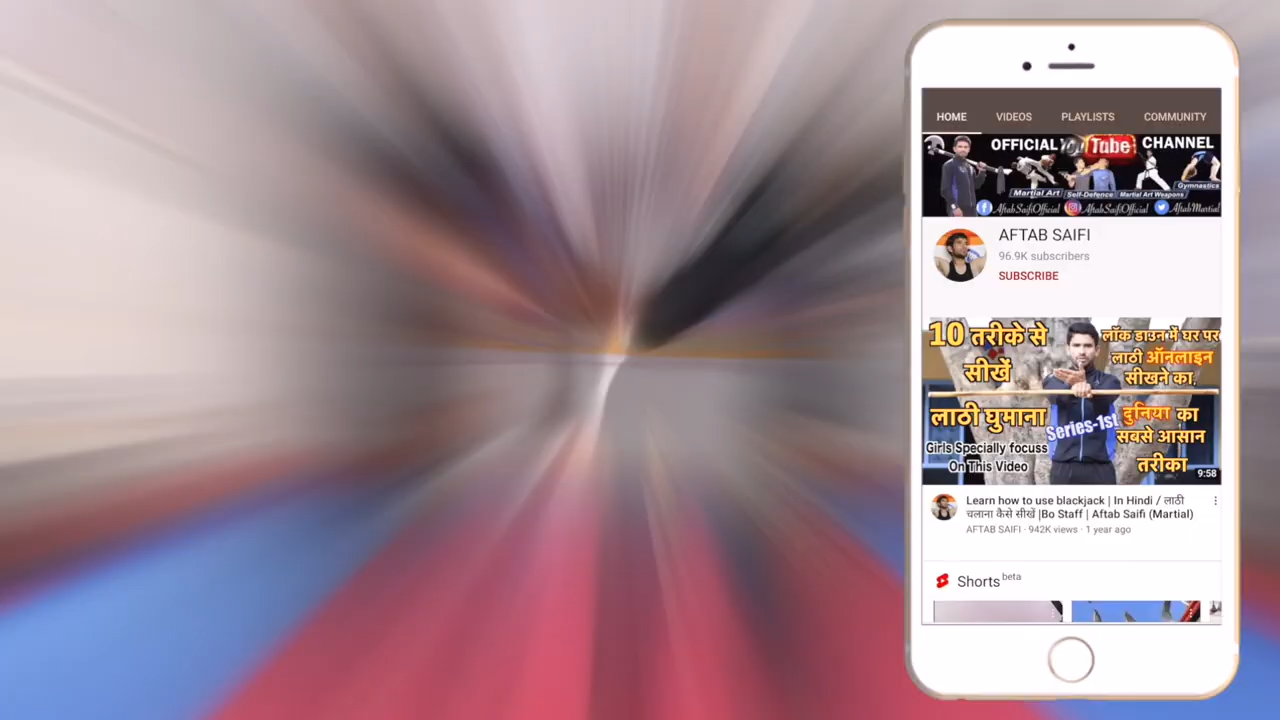 HOME VIDEOS PLAYLISTS COMMUNITY
OFFICIAL YouTube CHANNEL
Martial Art Self-Defence Martial Art Weapons Gymnastics
AftabSaifiOfficial AftabSaifiOfficial AftabMartial
AFTAB SAIFI
96.9K subscribers
SUBSCRIBE
10 तरीके से
सीखें
लाठी घुमाना
Girls Specially focuss
On This Video
Series-1st
लॉक डाउन में घर पर
लाठी ऑनलाइन
सीखने का,
दुनिया का
सबसे आसान
तरीका
9:58
Learn how to use blackjack | In Hindi / लाठी
चलाना कैसे सीखें |Bo Staff | Aftab Saifi (Martial)
AFTAB SAIFI · 942K views · 1 year ago
Shorts beta